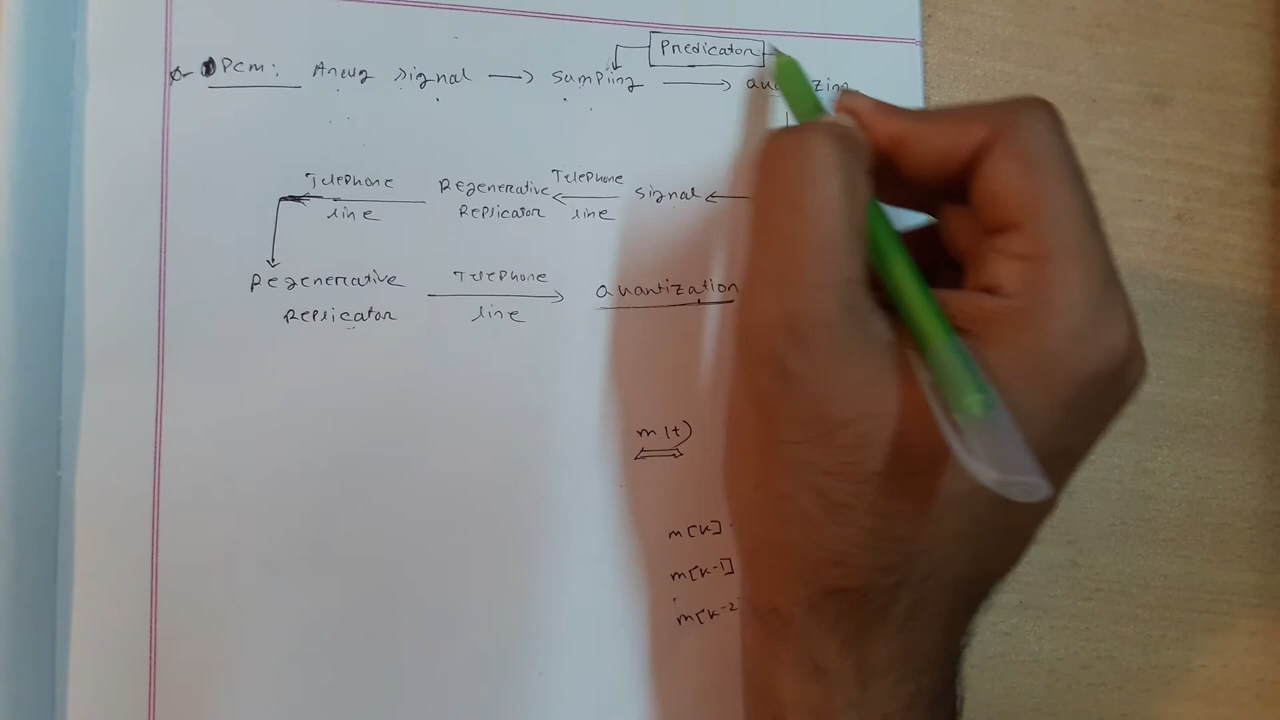 Predicator
Pcm: Analog signal → sampling →
Telephone line ← Regenerative Replicator ← Telephone line signal ←
Regenerative Replicator Telephone line → quantization
m(t)
m[k]
m[k-1]
m[k-2